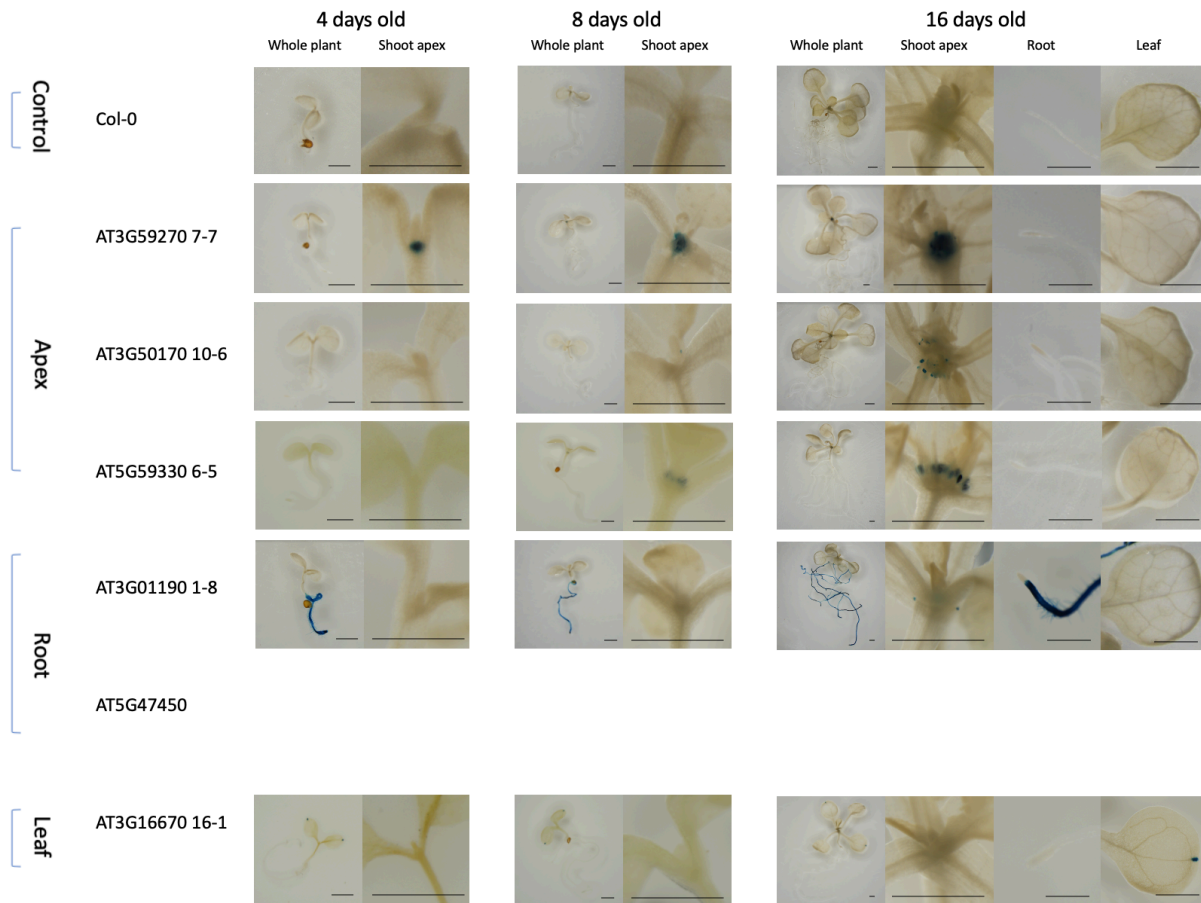 4 days old
8 days old
16 days old
Whole plant
Shoot apex
Whole plant
Shoot apex
Whole plant
Shoot apex
Root
Leaf
Control
Col-0
Apex
AT3G59270 7-7
AT3G50170 10-6
AT5G59330 6-5
Root
AT3G01190 1-8
AT5G47450
Leaf
AT3G16670 16-1